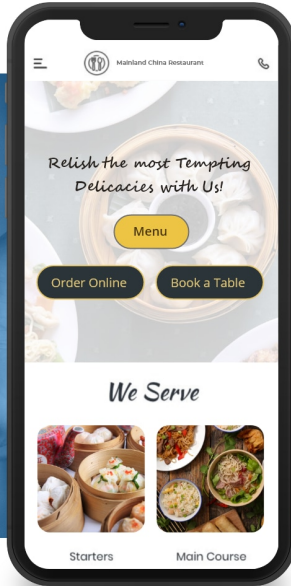 Mainland China Restaurant
Relish the most Tempting
Delicacies with Us!
Menu
Order Online
Book a Table
We Serve
Starters
Main Course